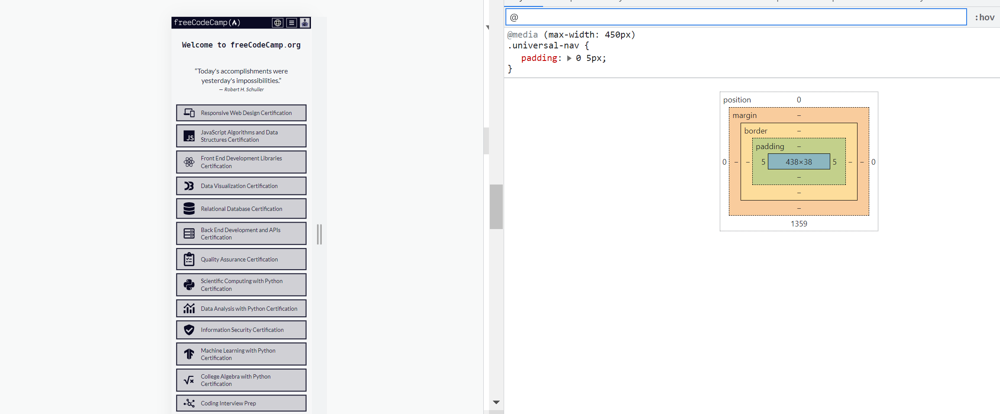 freeCodeCamp
Welcome to freeCodeCamp.org
“Today's accomplishments were
yesterday's impossibilities.”
— Robert H. Schuller
Responsive Web Design Certification
JS
JavaScript Algorithms and Data
Structures Certification
Front End Development Libraries
Certification
Data Visualization Certification
Relational Database Certification
Back End Development and APIs
Certification
Quality Assurance Certification
Scientific Computing with Python
Certification
Data Analysis with Python Certification
Information Security Certification
Machine Learning with Python
Certification
College Algebra with Python
Certification
Coding Interview Prep
@
:hov
@media (max-width: 450px)
.universal-nav {
padding: 0 5px;
}
position 0
margin –
border –
padding –
0 – – 5 438×38 5 – – 0
–
–
–
1359